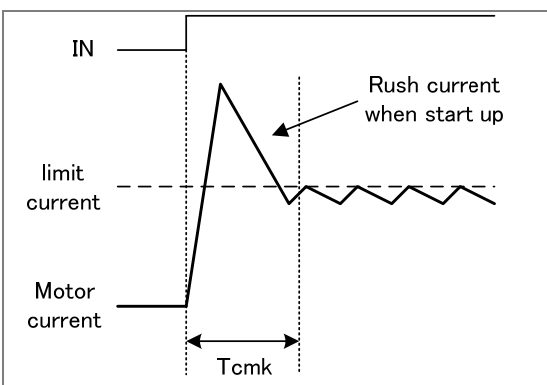 IN
Rush current
when start up
limit
current
Motor
current
Tcmk